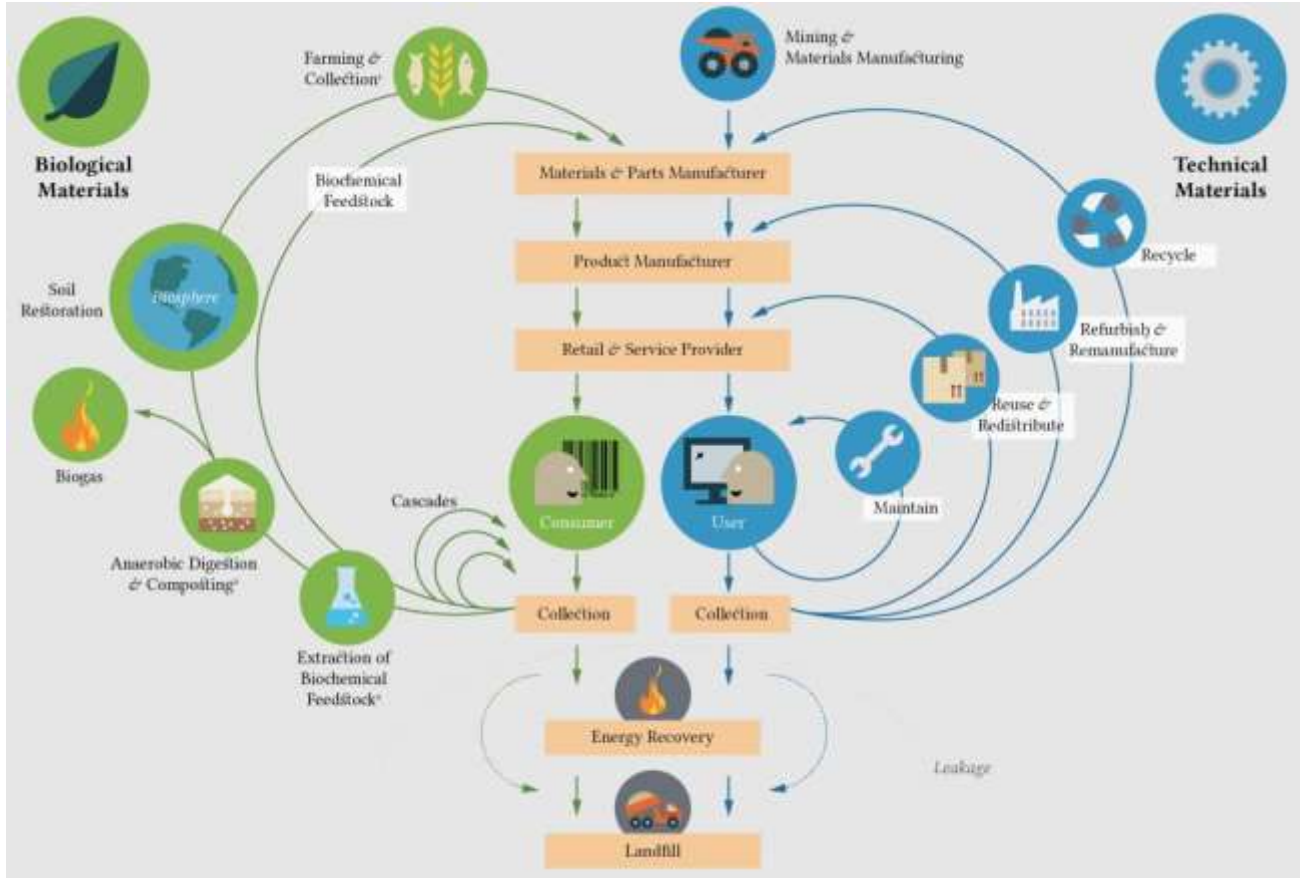 Farming &
Collection¹
Mining &
Materials Manufacturing
Biological
Materials
Technical
Materials
Materials & Parts Manufacturer
Biochemical
Feedstock
Recycle
Product Manufacturer
Biosphere
Soil
Restoration
Refurbish &
Remanufacture
Retail & Service Provider
Reuse &
Redistribute
Biogas
Cascades
Maintain
Consumer
User
Anaerobic Digestion
& Composting
Collection
Collection
Extraction of
Biochemical
Feedstock
Energy Recovery
Leakage
Landfill